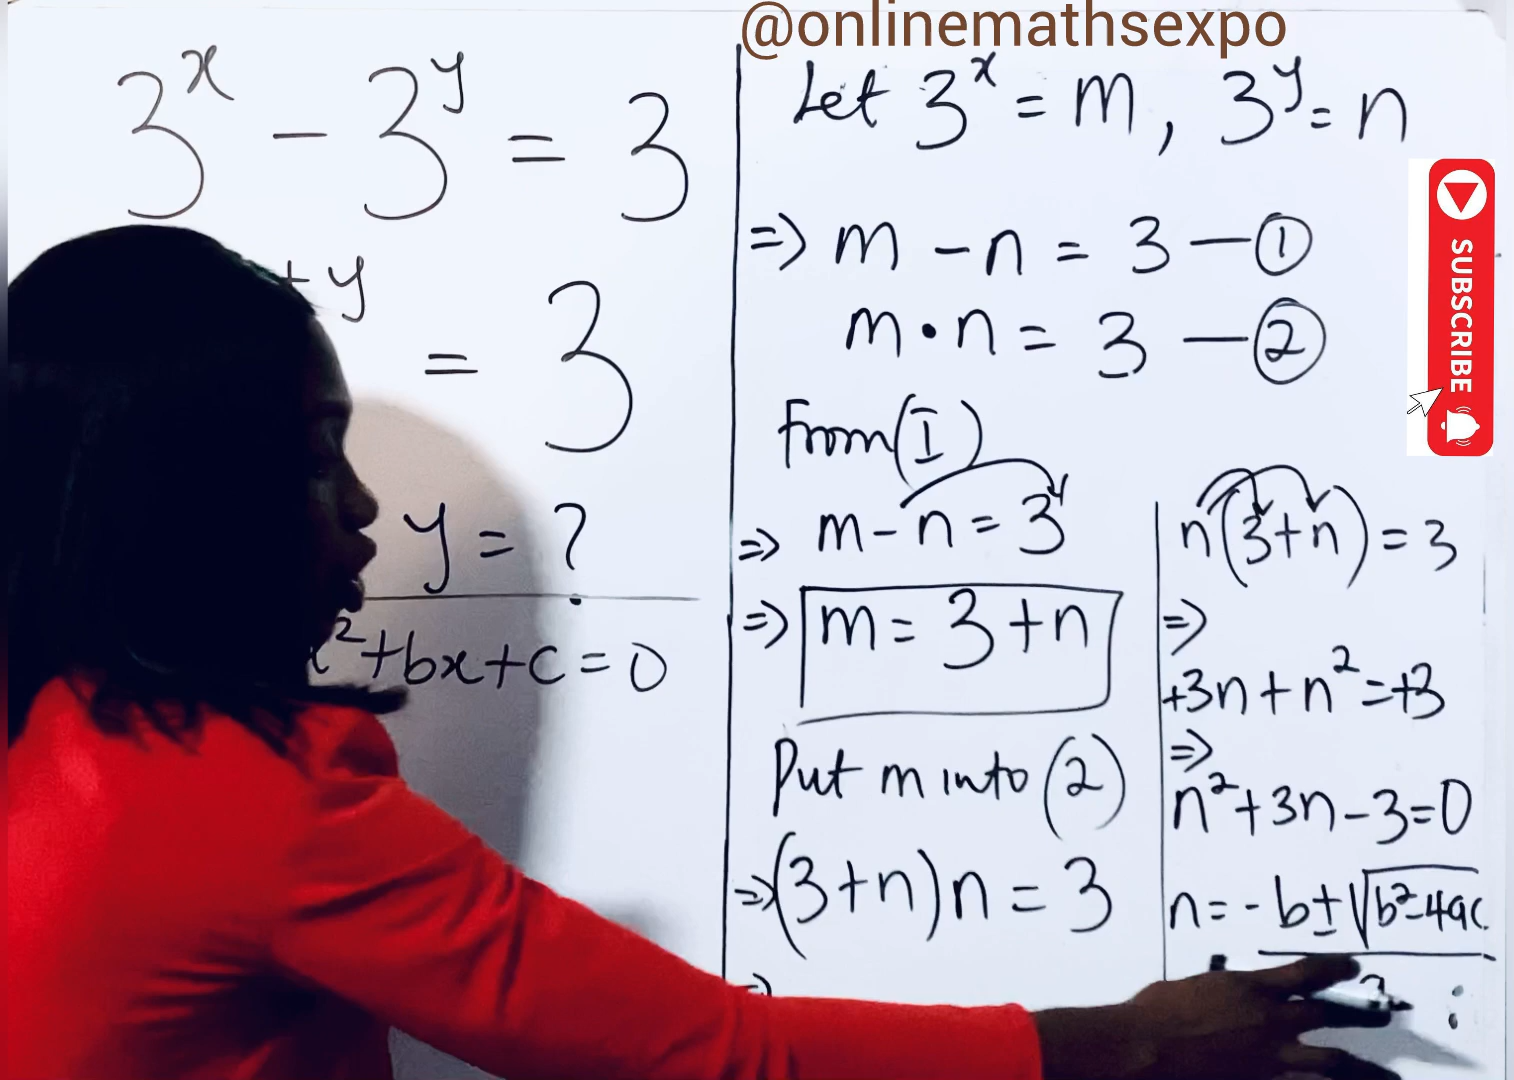 @onlinemathsexpo
3^x - 3^y = 3
+y
= 3
y = ?
x²+bx+c=0
Let 3^x = m, 3^y = n
=> m - n = 3 — ①
m · n = 3 — ②
From (I)
=> m - n = 3
=> m = 3 + n
Put m into (2)
=> (3+n)n = 3
=>
n(3+n) = 3
=>
+3n + n² = +3
=>
n² + 3n - 3 = 0
n = -b ± √b²-4ac
SUBSCRIBE